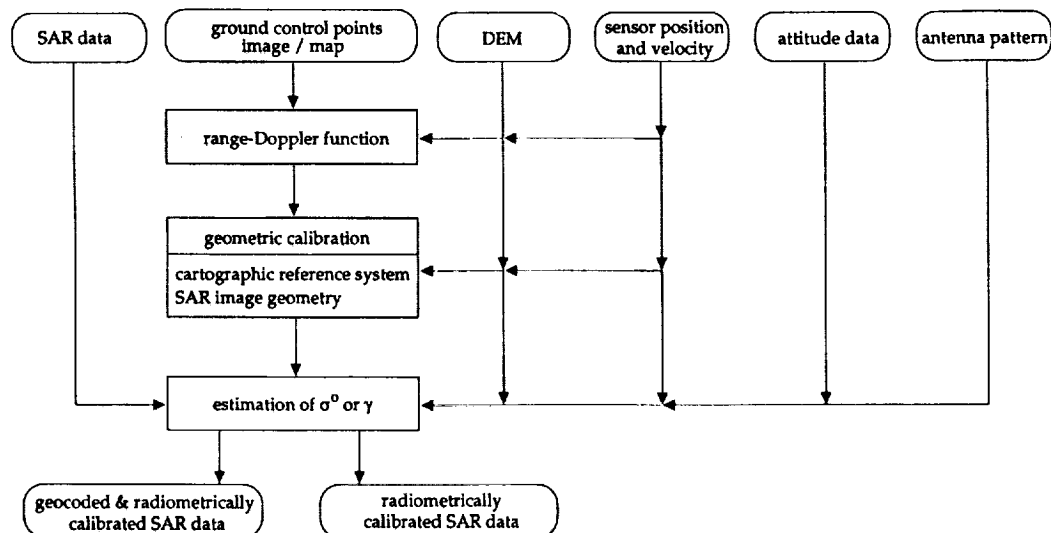 SAR data
ground control points
image / map
DEM
sensor position
and velocity
attitude data
antenna pattern
range-Doppler function
geometric calibration
cartographic reference system
SAR image geometry
estimation of σ⁰ or γ
geocoded & radiometrically
calibrated SAR data
radiometrically
calibrated SAR data